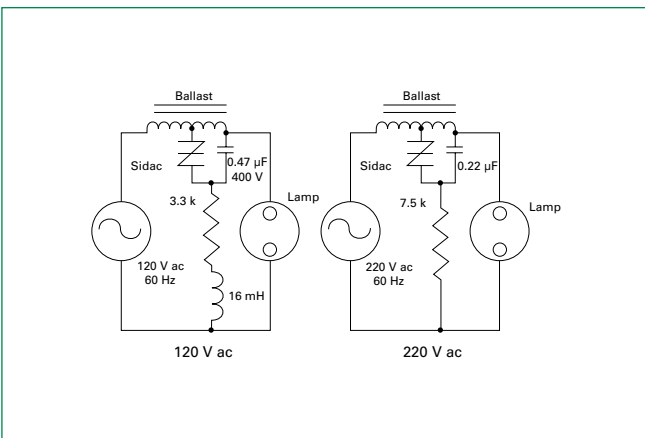 Ballast
Sidac
0.47 µF
400 V
3.3 k
Lamp
120 V ac
60 Hz
16 mH
120 V ac
Ballast
Sidac
0.22 µF
7.5 k
Lamp
220 V ac
60 Hz
220 V ac